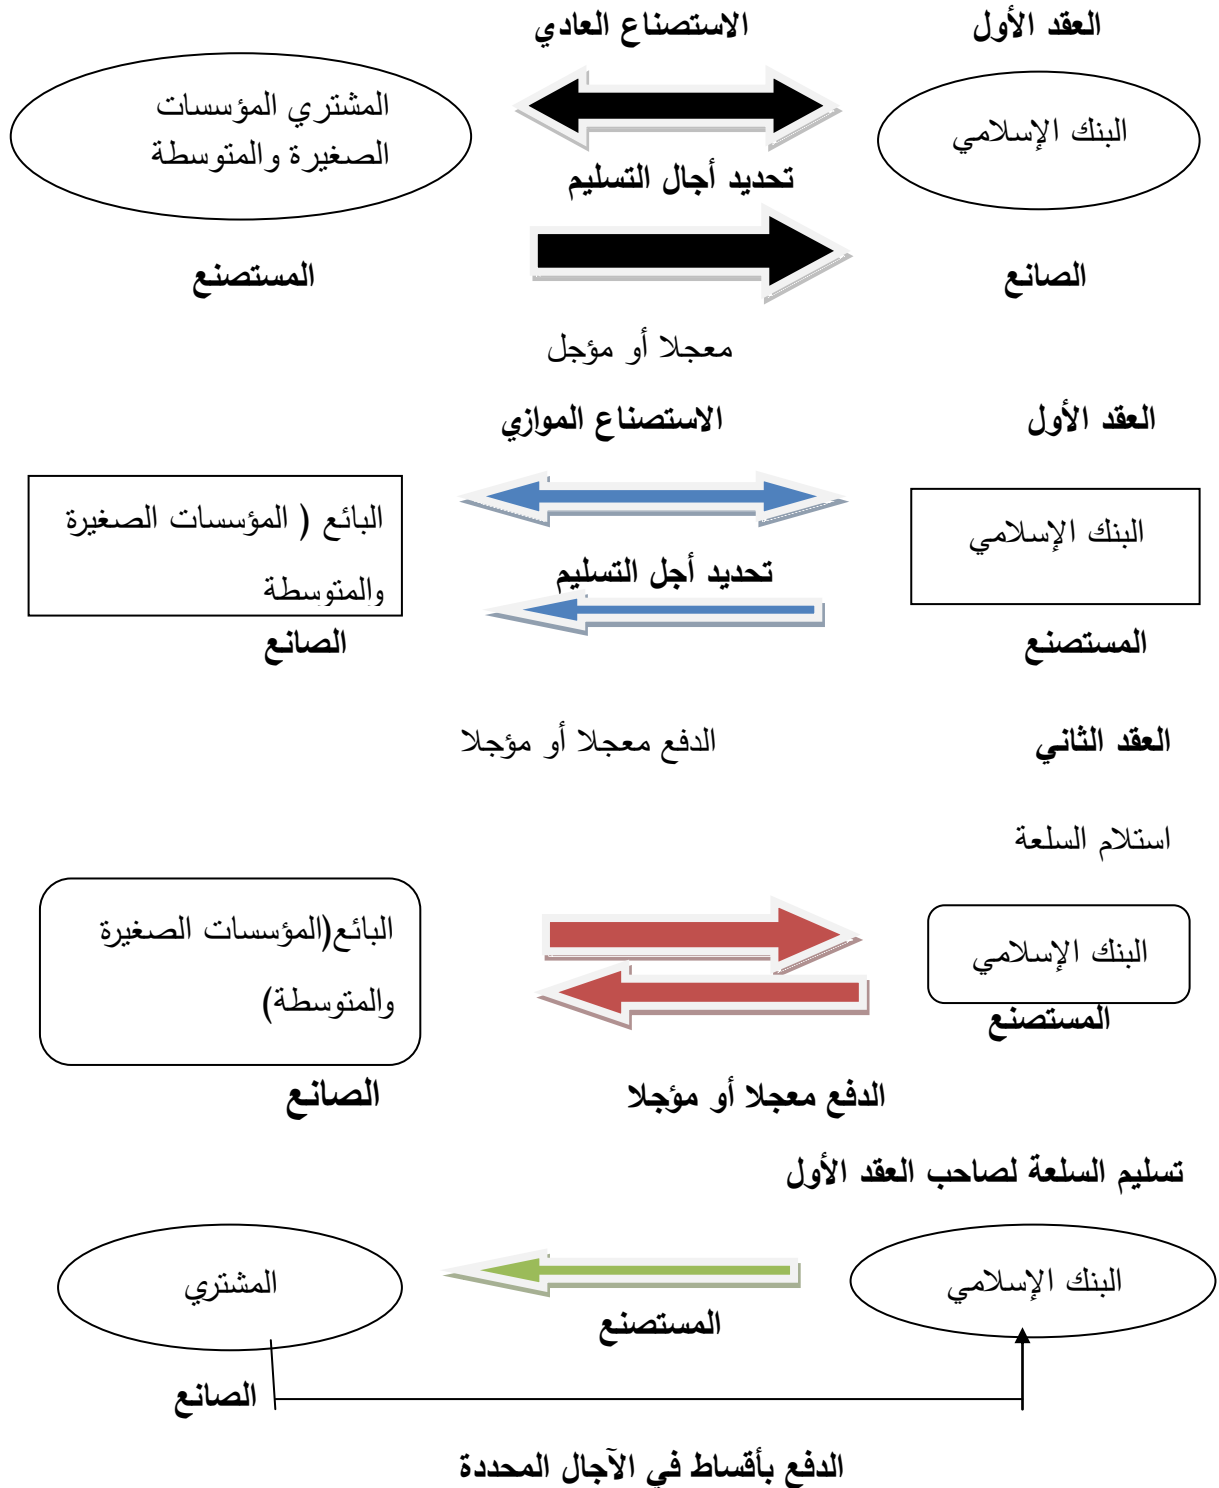 العقد الأول
الاستصناع العادي
البنك الإسلامي
المشتري المؤسسات
الصغيرة والمتوسطة
تحديد أجال التسليم
الصانع
المستصنع
معجلا أو مؤجل
العقد الأول
الاستصناع الموازي
البنك الإسلامي
البائع ( المؤسسات الصغيرة
والمتوسطة
تحديد أجل التسليم
المستصنع
الصانع
العقد الثاني
الدفع معجلا أو مؤجلا
استلام السلعة
البنك الإسلامي
البائع(المؤسسات الصغيرة
والمتوسطة)
المستصنع
الصانع
الدفع معجلا أو مؤجلا
تسليم السلعة لصاحب العقد الأول
البنك الإسلامي
المشتري
المستصنع
الصانع
الدفع بأقساط في الآجال المحددة